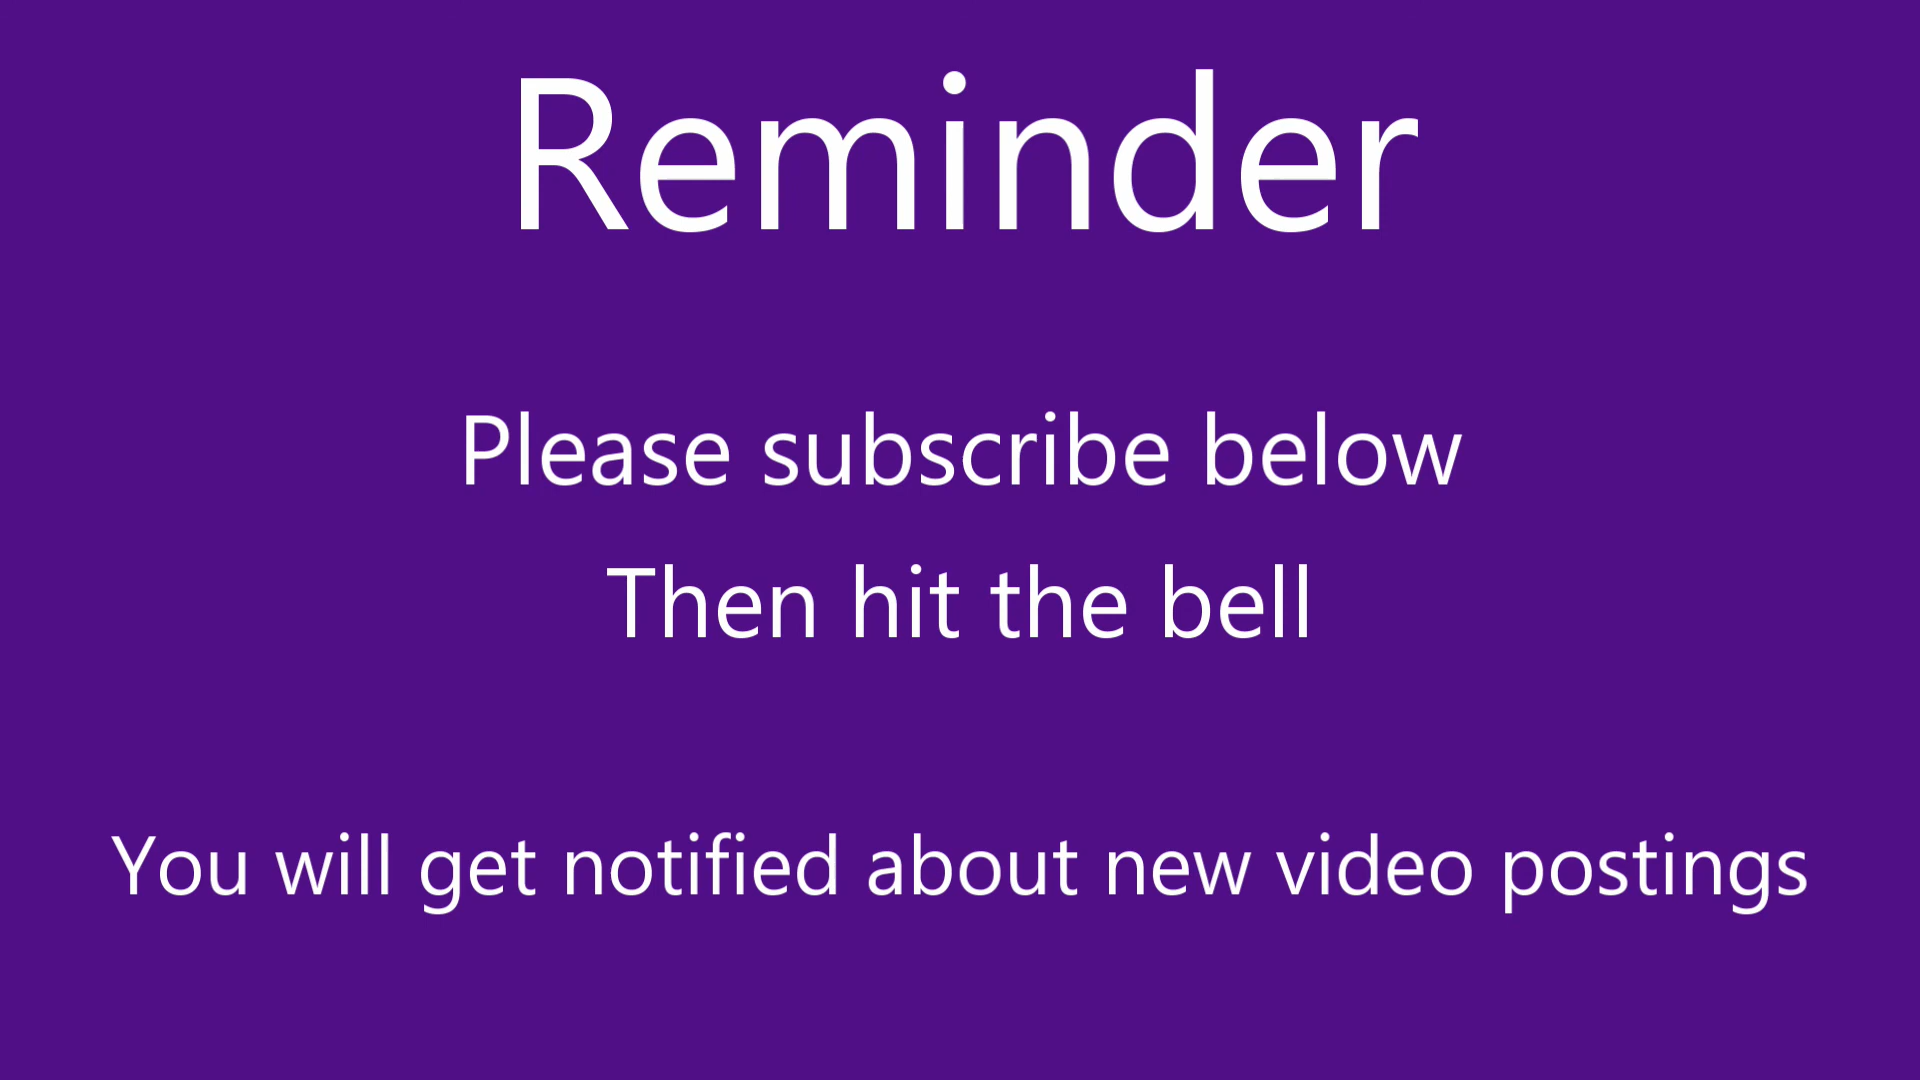 Reminder
Please subscribe below
Then hit the bell
You will get notified about new video postings